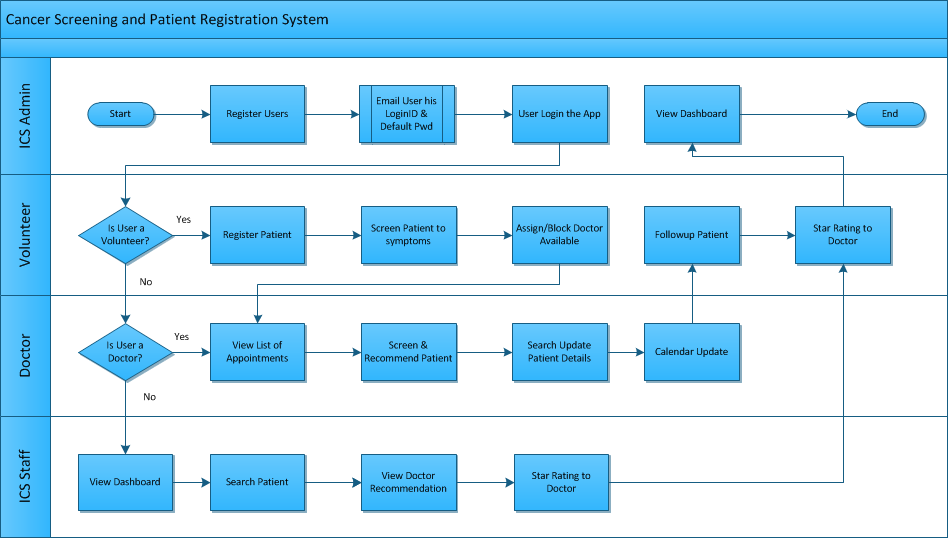 Cancer Screening and Patient Registration System
ICS Admin
Start
Register Users
Email User his
LoginID &
Default Pwd
User Login the App
View Dashboard
End
Volunteer
Is User a
Volunteer?
Yes
No
Register Patient
Screen Patient to
symptoms
Assign/Block Doctor
Available
Followup Patient
Star Rating to
Doctor
Doctor
Is User a
Doctor?
Yes
No
View List of
Appointments
Screen &
Recommend Patient
Search Update
Patient Details
Calendar Update
ICS Staff
View Dashboard
Search Patient
View Doctor
Recommendation
Star Rating to
Doctor